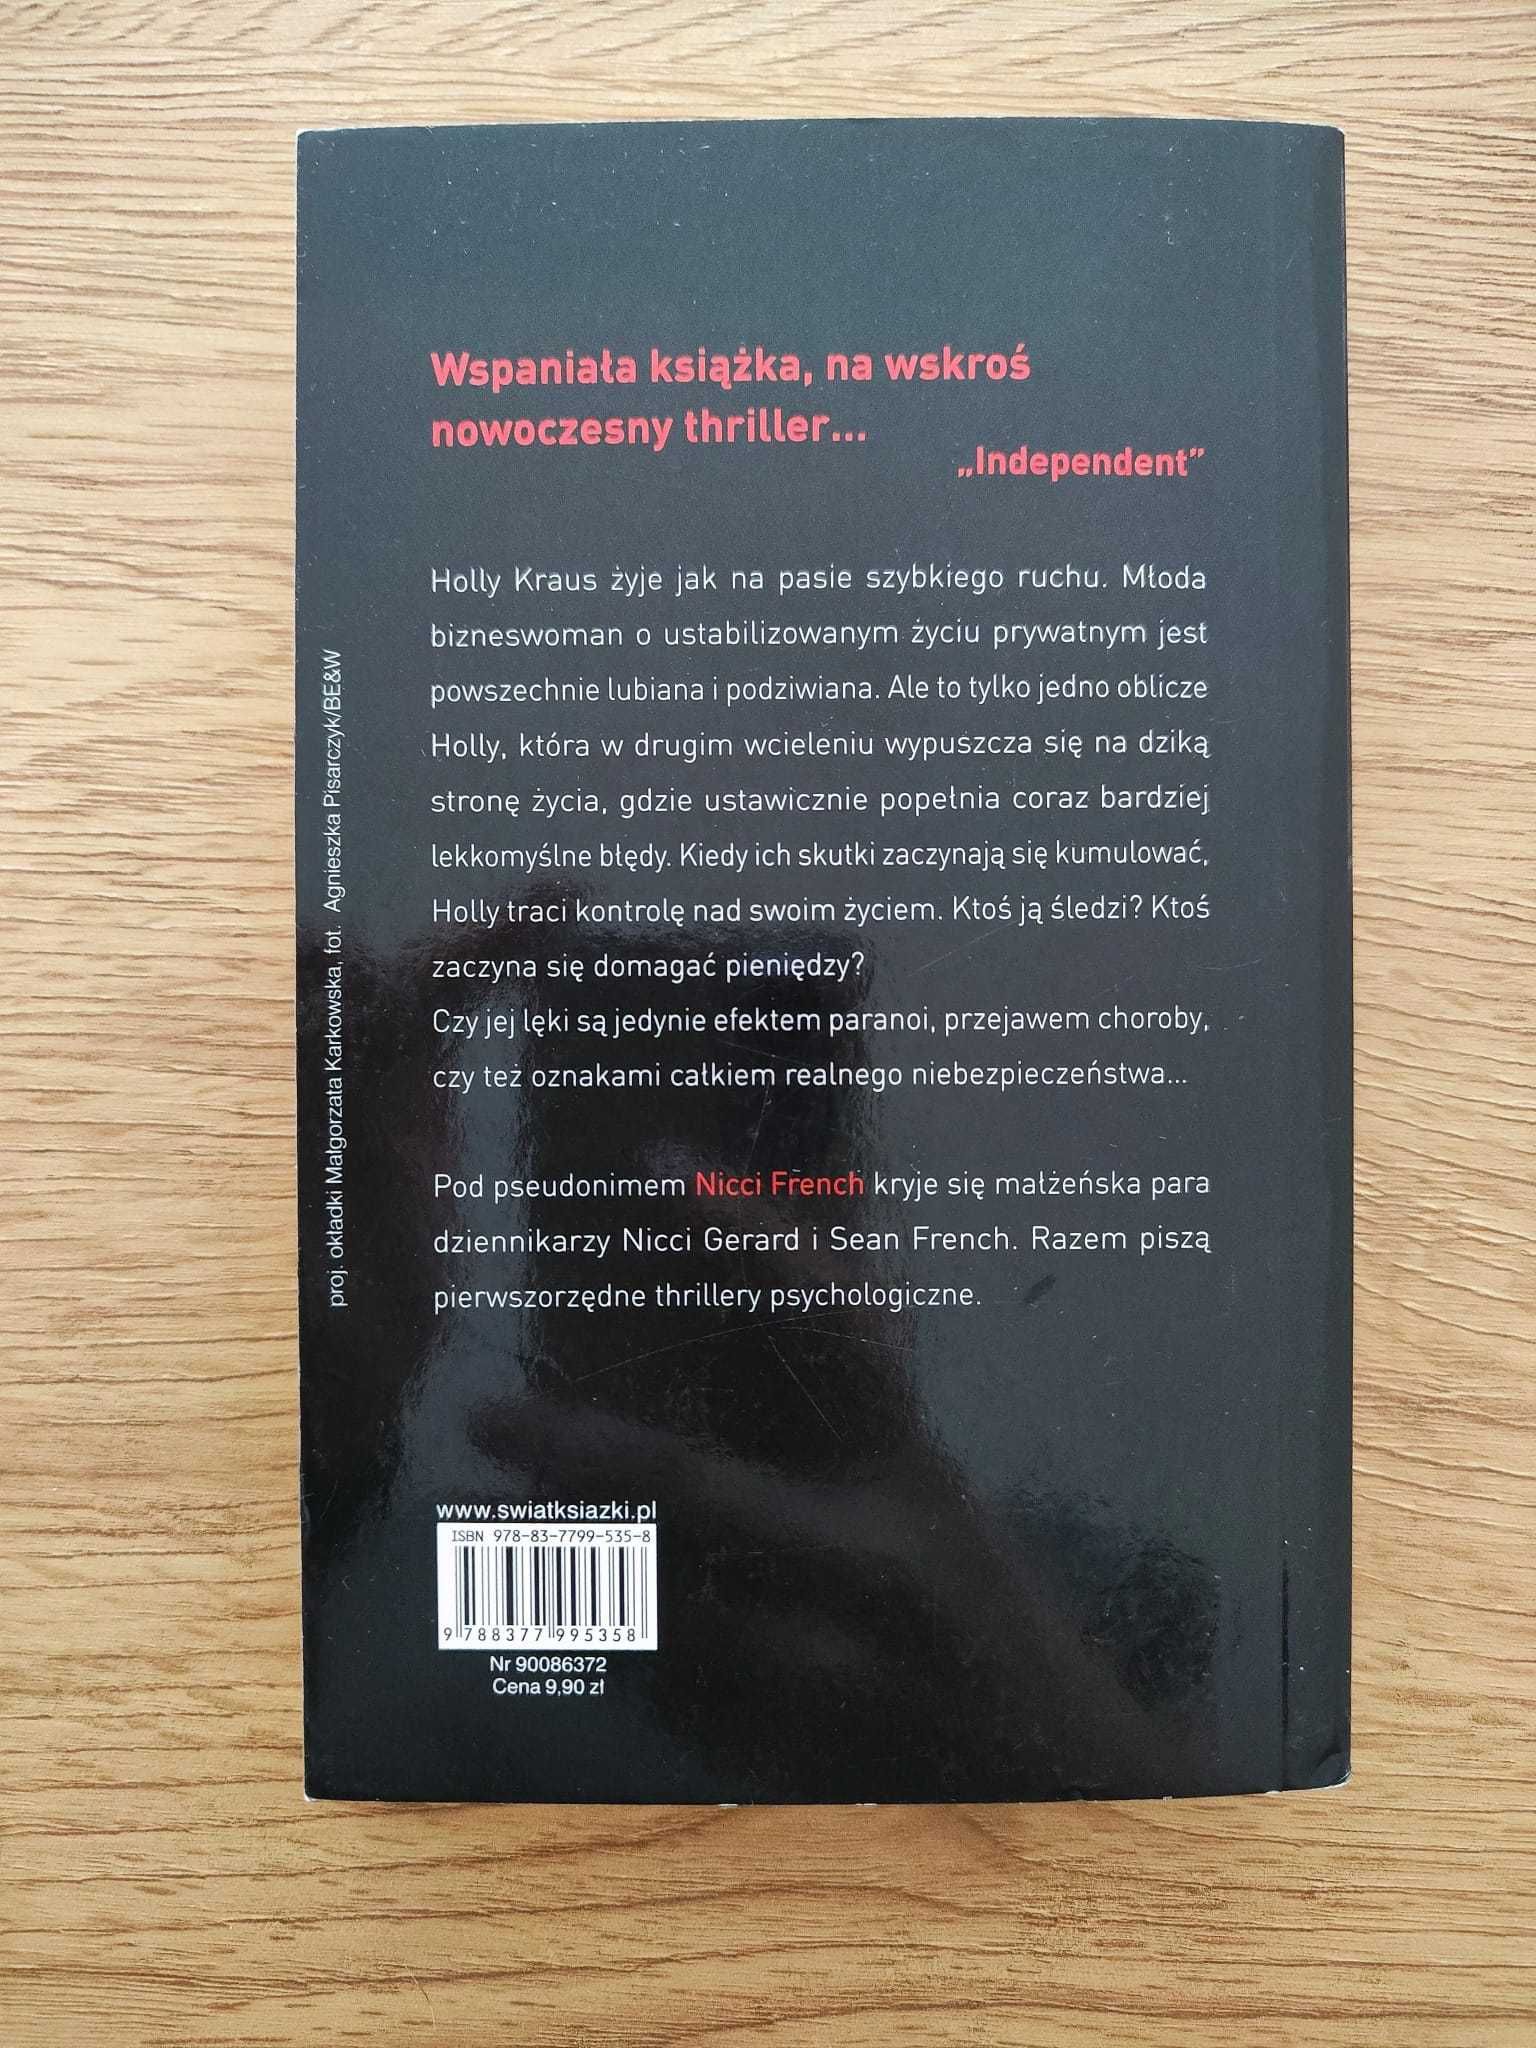 Wspaniała książka, na wskroś
nowoczesny thriller...
„Independent”
Holly Kraus żyje jak na pasie szybkiego ruchu. Młoda
bizneswoman o ustabilizowanym życiu prywatnym jest
powszechnie lubiana i podziwiana. Ale to tylko jedno oblicze
Holly, która w drugim wcieleniu wypuszcza się na dziką
stronę życia, gdzie ustawicznie popełnia coraz bardziej
lekkomyślne błędy. Kiedy ich skutki zaczynają się kumulować,
Holly traci kontrolę nad swoim życiem. Ktoś ją śledzi? Ktoś
zaczyna się domagać pieniędzy?
Czy jej lęki są jedynie efektem paranoi, przejawem choroby,
czy też oznakami całkiem realnego niebezpieczeństwa...
Pod pseudonimem Nicci French kryje się małżeńska para
dziennikarzy Nicci Gerard i Sean French. Razem piszą
pierwszorzędne thrillery psychologiczne.
proj. okładki Małgorzata Karkowska, fot. Agnieszka Pisarczyk/BE&W
www.swiatksiazki.pl
ISBN 978-83-7799-535-8
9 788377 995358
Nr 90086372
Cena 9,90 zł